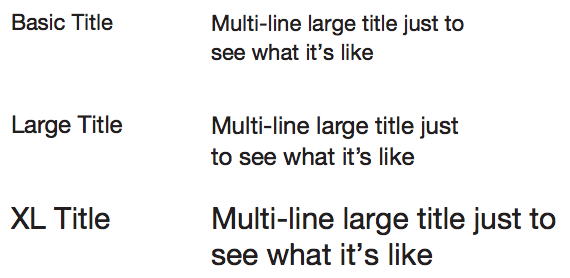 Basic Title
Multi-line large title just to
see what it’s like
Large Title
Multi-line large title just
to see what it’s like
XL Title
Multi-line large title just to
see what it’s like